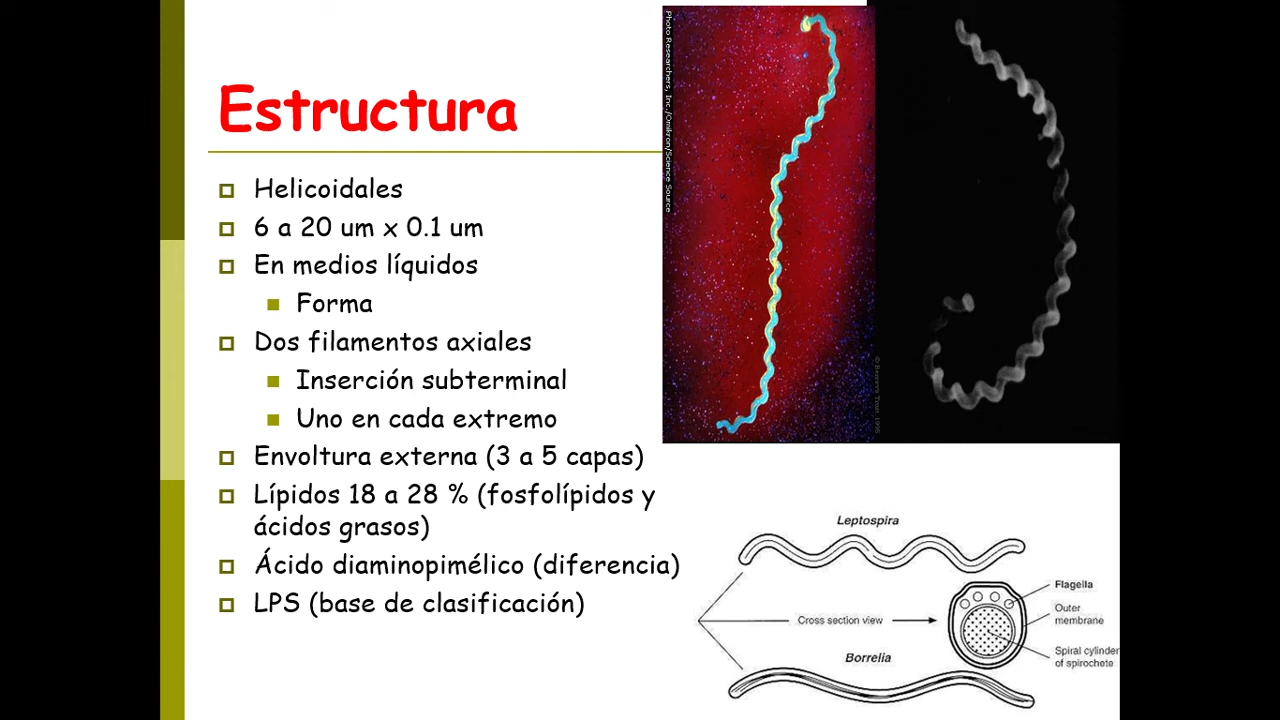 Estructura
Helicoidales
6 a 20 um x 0.1 um
En medios líquidos
Forma
Dos filamentos axiales
Inserción subterminal
Uno en cada extremo
Envoltura externa (3 a 5 capas)
Lípidos 18 a 28 % (fosfolípidos y
ácidos grasos)
Ácido diaminopimélico (diferencia)
LPS (base de clasificación)
Photo Researchers, Inc./Omikron/Science Source
Leptospira
Flagella
Outer
membrane
Cross section view
Spiral cylinder
of spirochete
Borrelia